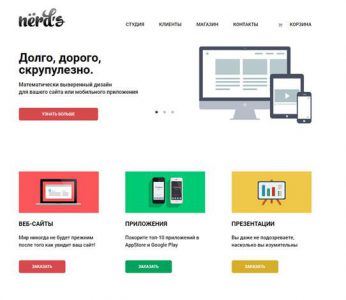 nёrd's
СТУДИЯ КЛИЕНТЫ МАГАЗИН КОНТАКТЫ КОРЗИНА
Долго, дорого,
скрупулезно.
Математически выверенный дизайн
для вашего сайта или мобильного приложения
УЗНАТЬ БОЛЬШЕ
ВЕБ-САЙТЫ
Мир никогда не будет прежним
после того как увидит ваш сайт!
ЗАКАЗАТЬ
ПРИЛОЖЕНИЯ
Покорите топ-10 приложений в
AppStore и Google Play
ЗАКАЗАТЬ
ПРЕЗЕНТАЦИИ
Вы даже не подозреваете,
насколько вы изумительны
ЗАКАЗАТЬ